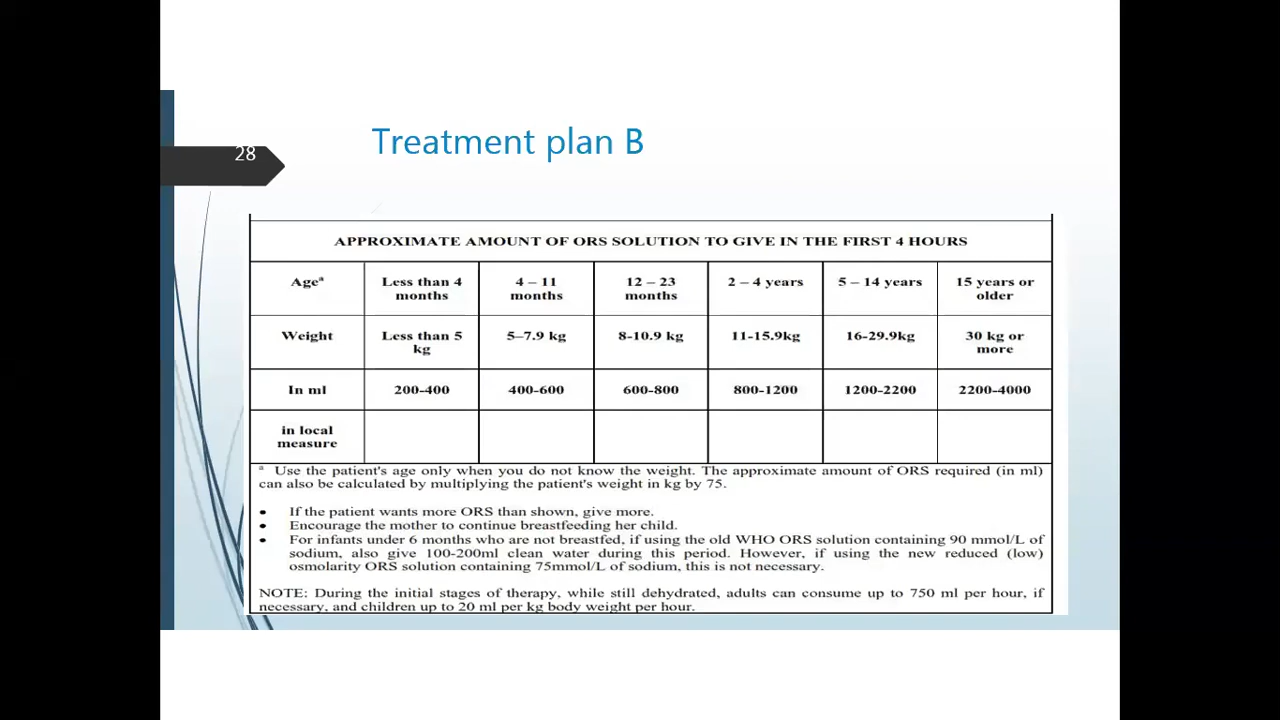 28
Treatment plan B
APPROXIMATE AMOUNT OF ORS SOLUTION TO GIVE IN THE FIRST 4 HOURS
Ageᵃ Less than 4 months 4 – 11 months 12 – 23 months 2 – 4 years 5 – 14 years 15 years or older
Weight Less than 5 kg 5–7.9 kg 8-10.9 kg 11-15.9kg 16-29.9kg 30 kg or more
In ml 200-400 400-600 600-800 800-1200 1200-2200 2200-4000
in local measure
ᵃ Use the patient's age only when you do not know the weight. The approximate amount of ORS required (in ml)
can also be calculated by multiplying the patient's weight in kg by 75.
• If the patient wants more ORS than shown, give more.
• Encourage the mother to continue breastfeeding her child.
• For infants under 6 months who are not breastfed, if using the old WHO ORS solution containing 90 mmol/L of
sodium, also give 100-200ml clean water during this period. However, if using the new reduced (low)
osmolarity ORS solution containing 75mmol/L of sodium, this is not necessary.
NOTE: During the initial stages of therapy, while still dehydrated, adults can consume up to 750 ml per hour, if
necessary, and children up to 20 ml per kg body weight per hour.